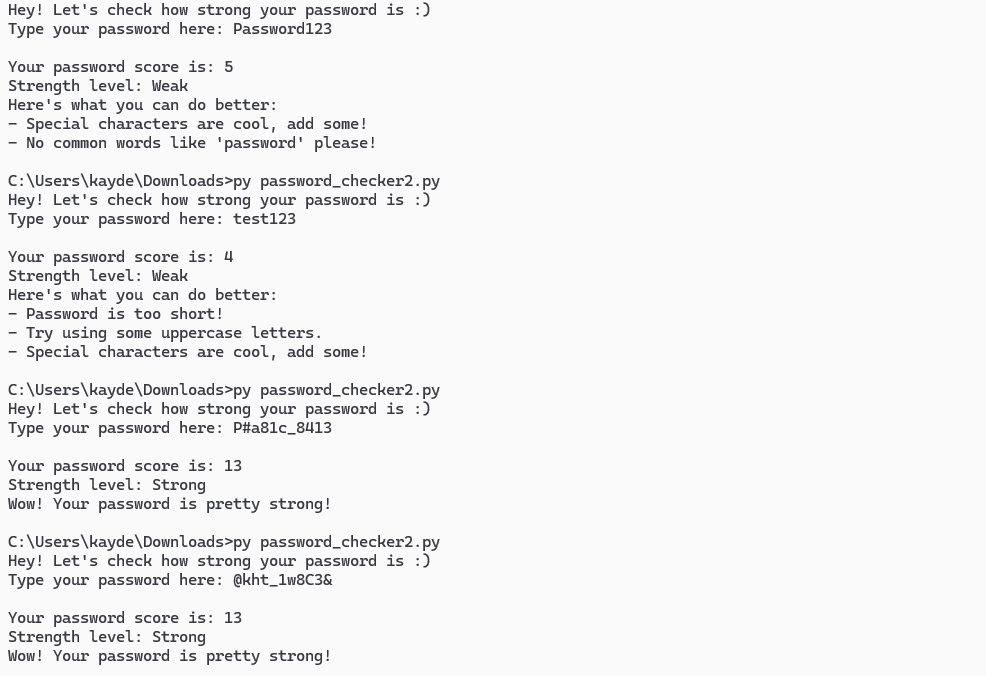 Hey! Let's check how strong your password is :)
Type your password here: Password123
Your password score is: 5
Strength level: Weak
Here's what you can do better:
- Special characters are cool, add some!
- No common words like 'password' please!
C:\Users\kayde\Downloads>py password_checker2.py
Hey! Let's check how strong your password is :)
Type your password here: test123
Your password score is: 4
Strength level: Weak
Here's what you can do better:
- Password is too short!
- Try using some uppercase letters.
- Special characters are cool, add some!
C:\Users\kayde\Downloads>py password_checker2.py
Hey! Let's check how strong your password is :)
Type your password here: P#a81c_8413
Your password score is: 13
Strength level: Strong
Wow! Your password is pretty strong!
C:\Users\kayde\Downloads>py password_checker2.py
Hey! Let's check how strong your password is :)
Type your password here: @kht_1w8C3&
Your password score is: 13
Strength level: Strong
Wow! Your password is pretty strong!